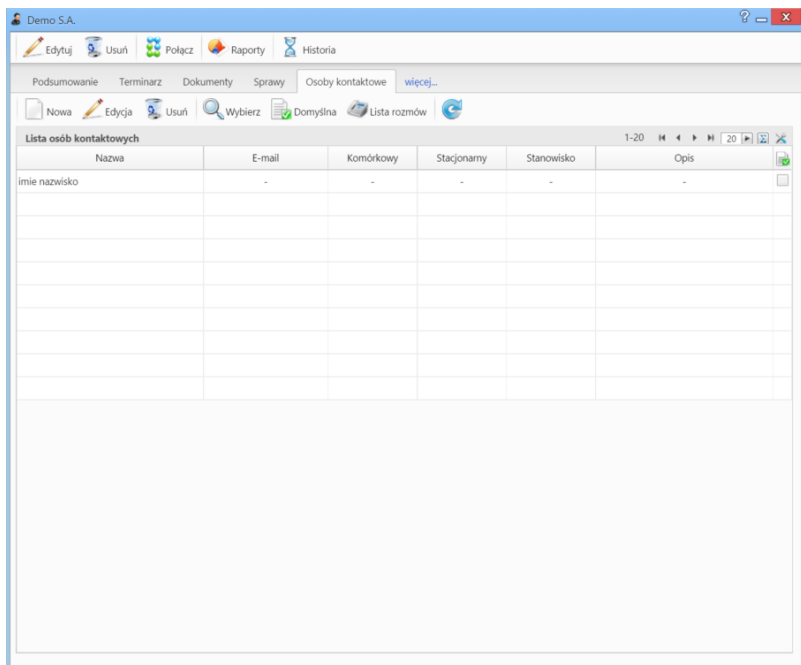 Demo S.A.
Edytuj Usuń Połącz Raporty Historia
Podsumowanie Terminarz Dokumenty Sprawy Osoby kontaktowe więcej...
Nowa Edycja Usuń Wybierz Domyślna Lista rozmów
Lista osób kontaktowych 1-20 20
Nazwa E-mail Komórkowy Stacjonarny Stanowisko Opis
imie nazwisko - - - - -